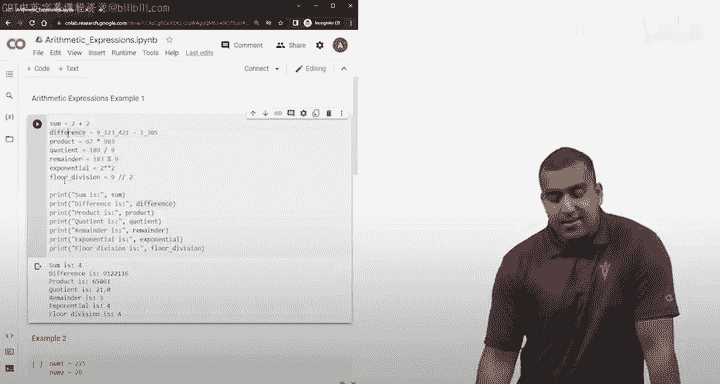 Arithmetic_Expressions.ipynb
File Edit View Insert Runtime Help Last edited
Comment
Share
A
+ Code + Text
Connect
Editing
Arithmetic Expressions Example 1
sum = 2 + 2
difference = 9_123_421 - 1_305
product = 67 * 983
quotient = 189 / 9
remainder = 183 % 9
exponential = 2**2
floor_division = 9 // 2
print("Sum is:", sum)
print("Difference is:", difference)
print("Product is:", product)
print("Quotient is:", quotient)
print("Remainder is:", remainder)
print("Exponential is:", exponential)
print("Floor division is:", floor_division)
Sum is: 4
Difference is: 9122116
Product is: 65861
Quotient is: 21.0
Remainder is: 3
Exponential is: 4
Floor division is: 4
Example 2
[ ] num1 = 225
num2 = 20